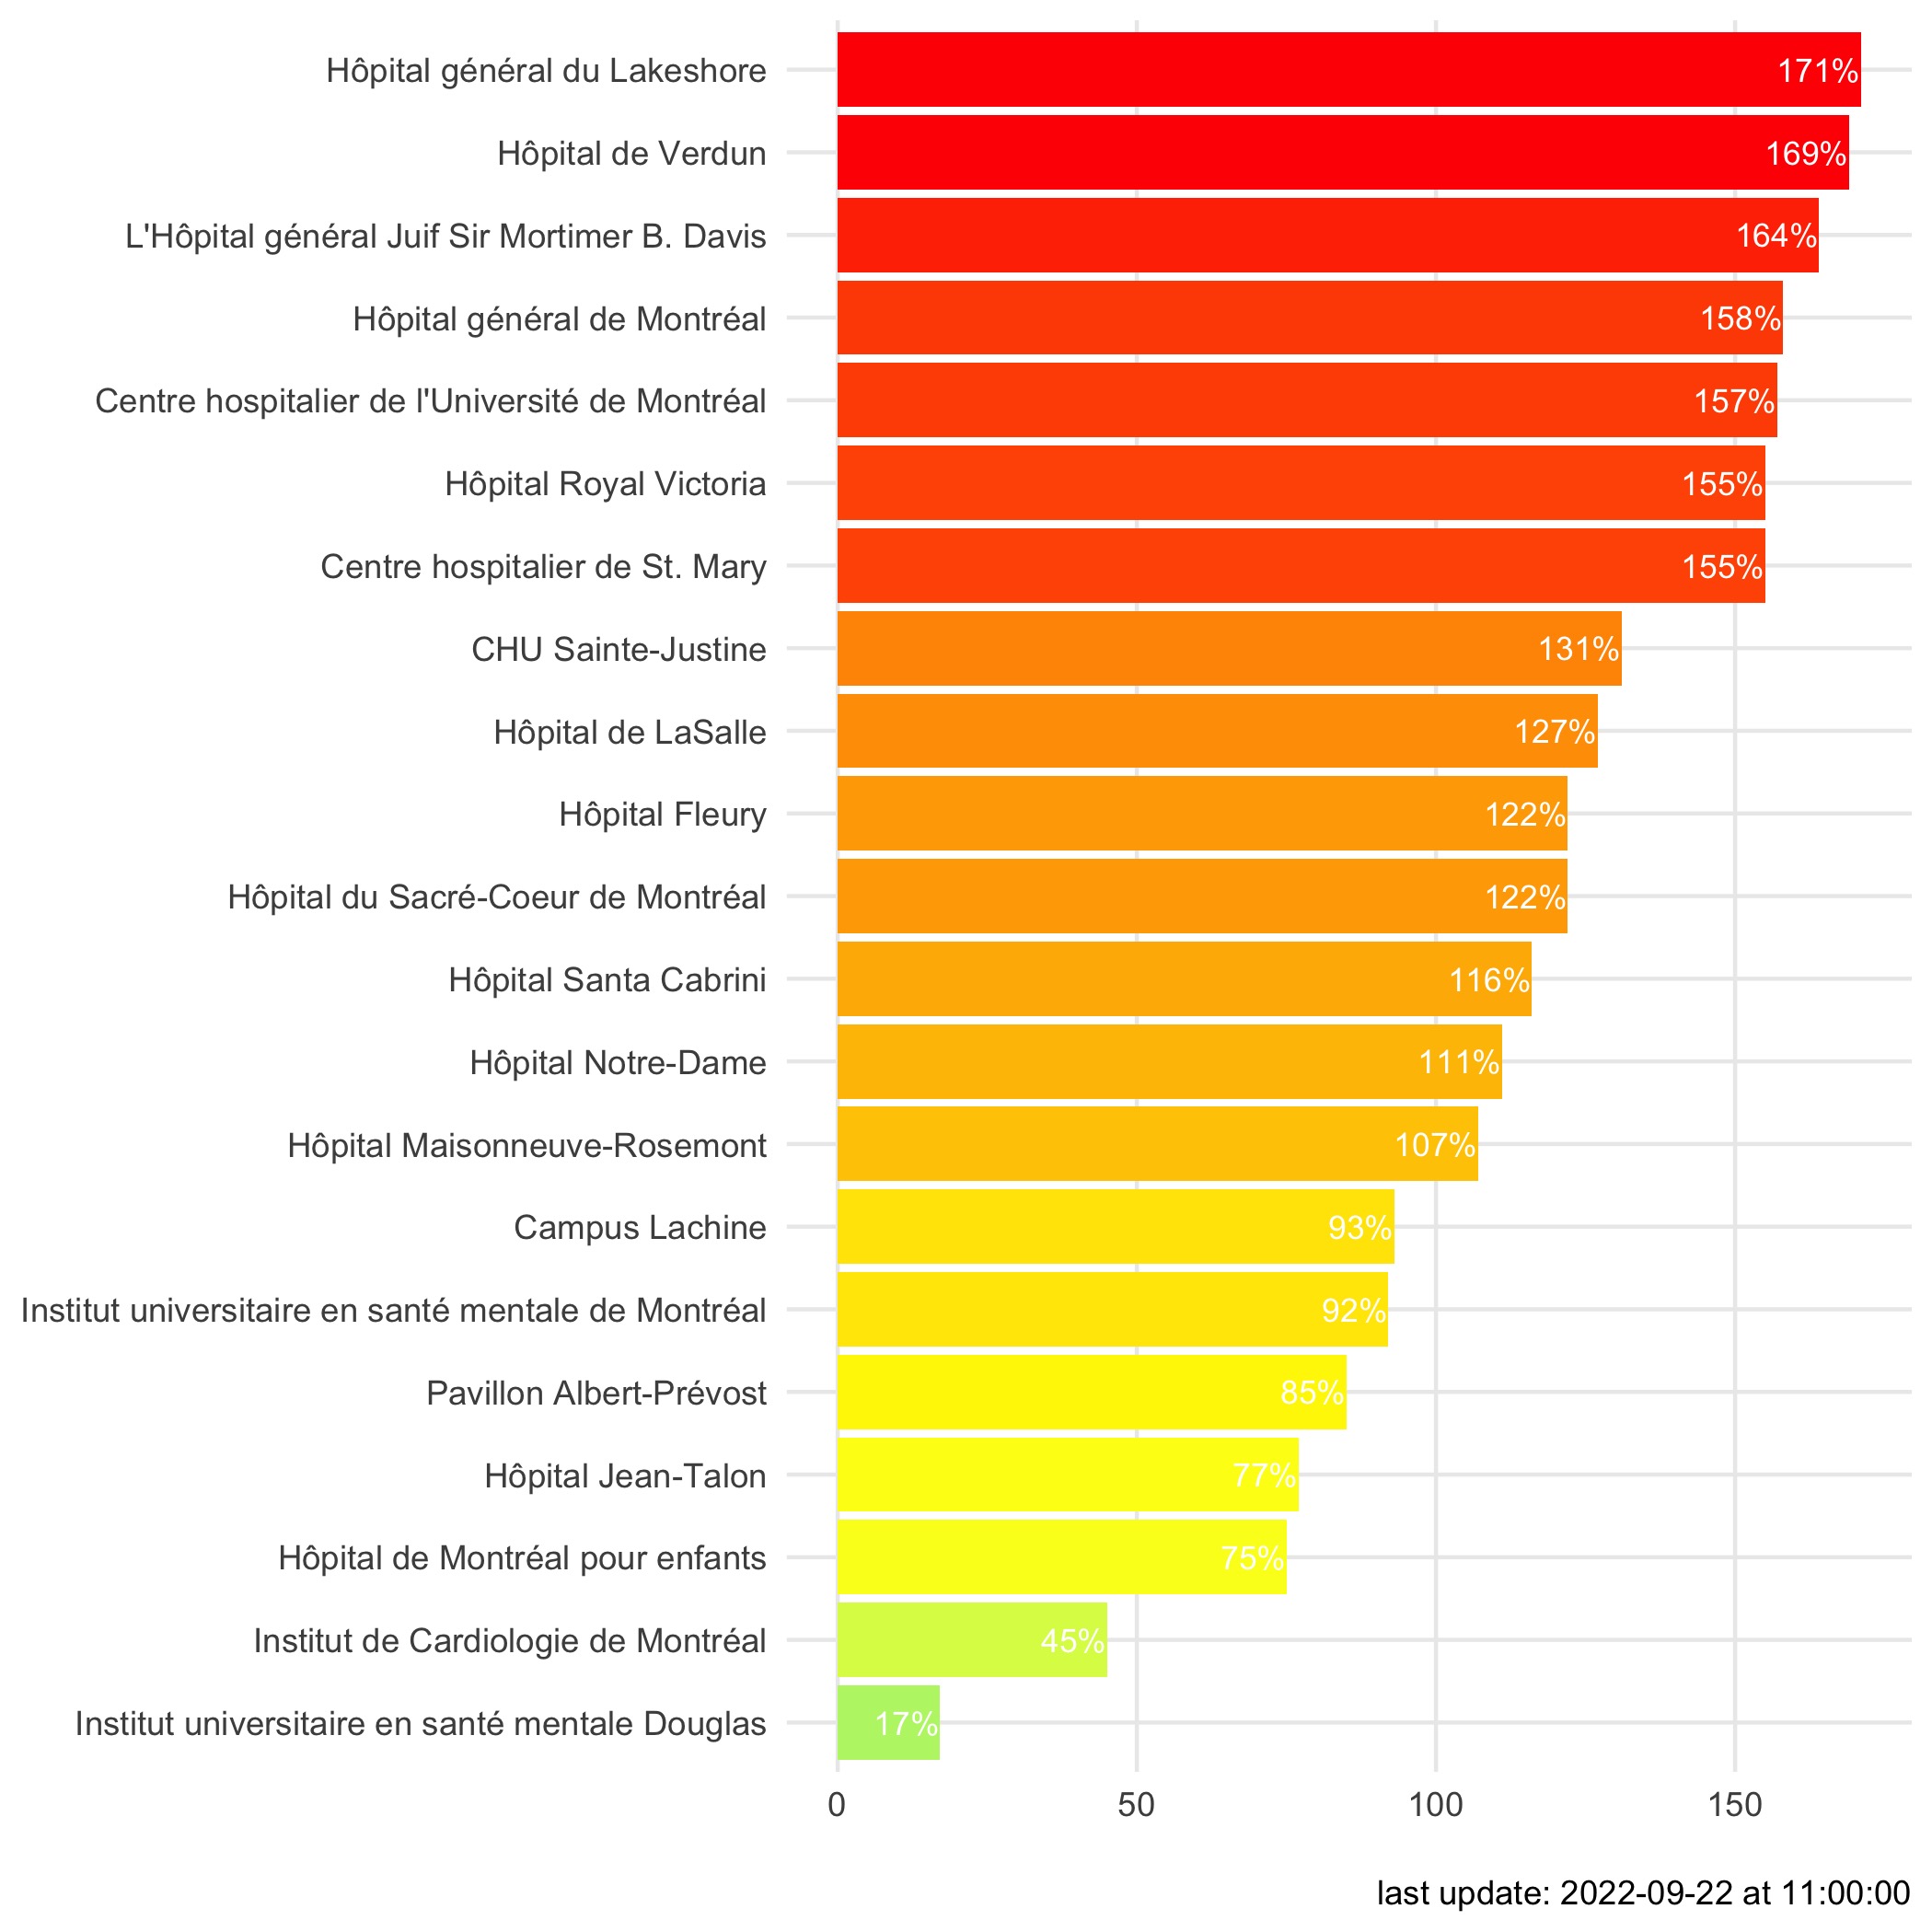 Hôpital général du Lakeshore 171%
Hôpital de Verdun 169%
L'Hôpital général Juif Sir Mortimer B. Davis 164%
Hôpital général de Montréal 158%
Centre hospitalier de l'Université de Montréal 157%
Hôpital Royal Victoria 155%
Centre hospitalier de St. Mary 155%
CHU Sainte-Justine 131%
Hôpital de LaSalle 127%
Hôpital Fleury 122%
Hôpital du Sacré-Coeur de Montréal 122%
Hôpital Santa Cabrini 116%
Hôpital Notre-Dame 111%
Hôpital Maisonneuve-Rosemont 107%
Campus Lachine 93%
Institut universitaire en santé mentale de Montréal 92%
Pavillon Albert-Prévost 85%
Hôpital Jean-Talon 77%
Hôpital de Montréal pour enfants 75%
Institut de Cardiologie de Montréal 45%
Institut universitaire en santé mentale Douglas 17%
0 50 100 150
last update: 2022-09-22 at 11:00:00